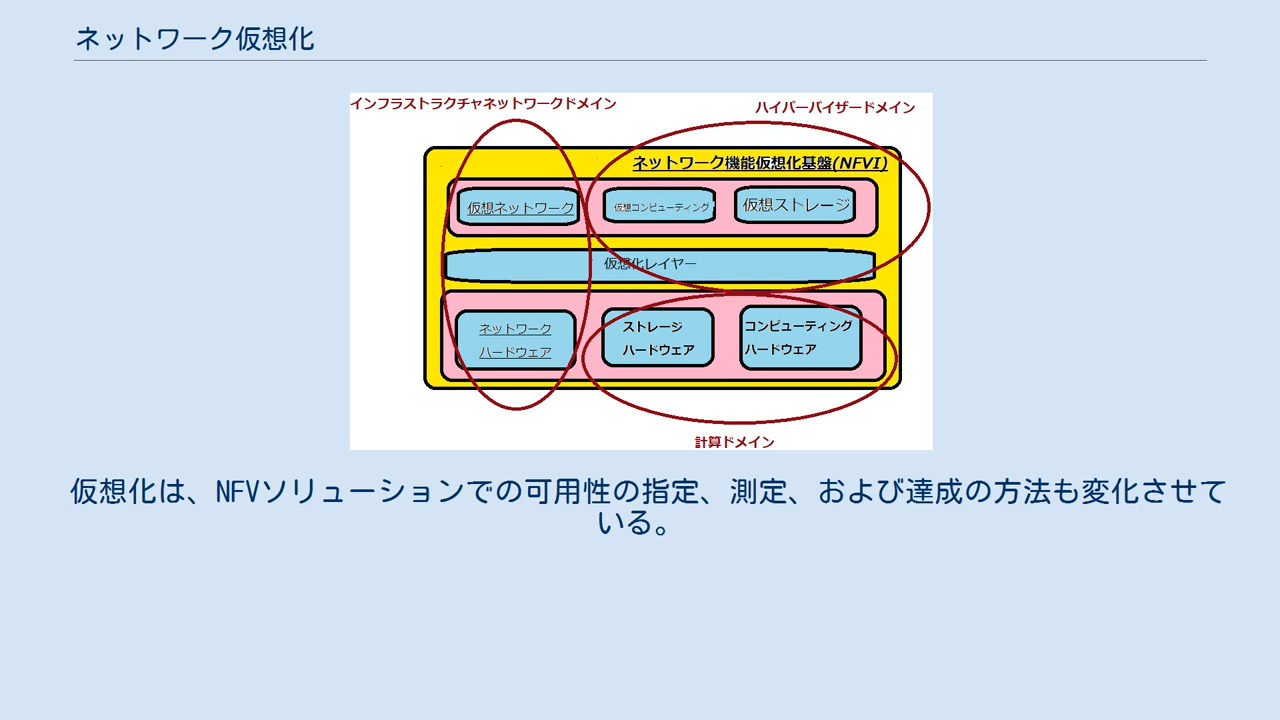 ネットワーク仮想化
インフラストラクチャネットワークドメイン
ハイパーバイザードメイン
ネットワーク機能仮想化基盤(NFVI)
仮想ネットワーク
仮想コンピューティング
仮想ストレージ
仮想化レイヤー
ネットワーク
ハードウェア
ストレージ
ハードウェア
コンピューティング
ハードウェア
計算ドメイン
仮想化は、NFVソリューションでの可用性の指定、測定、および達成の方法も変化させて
いる。